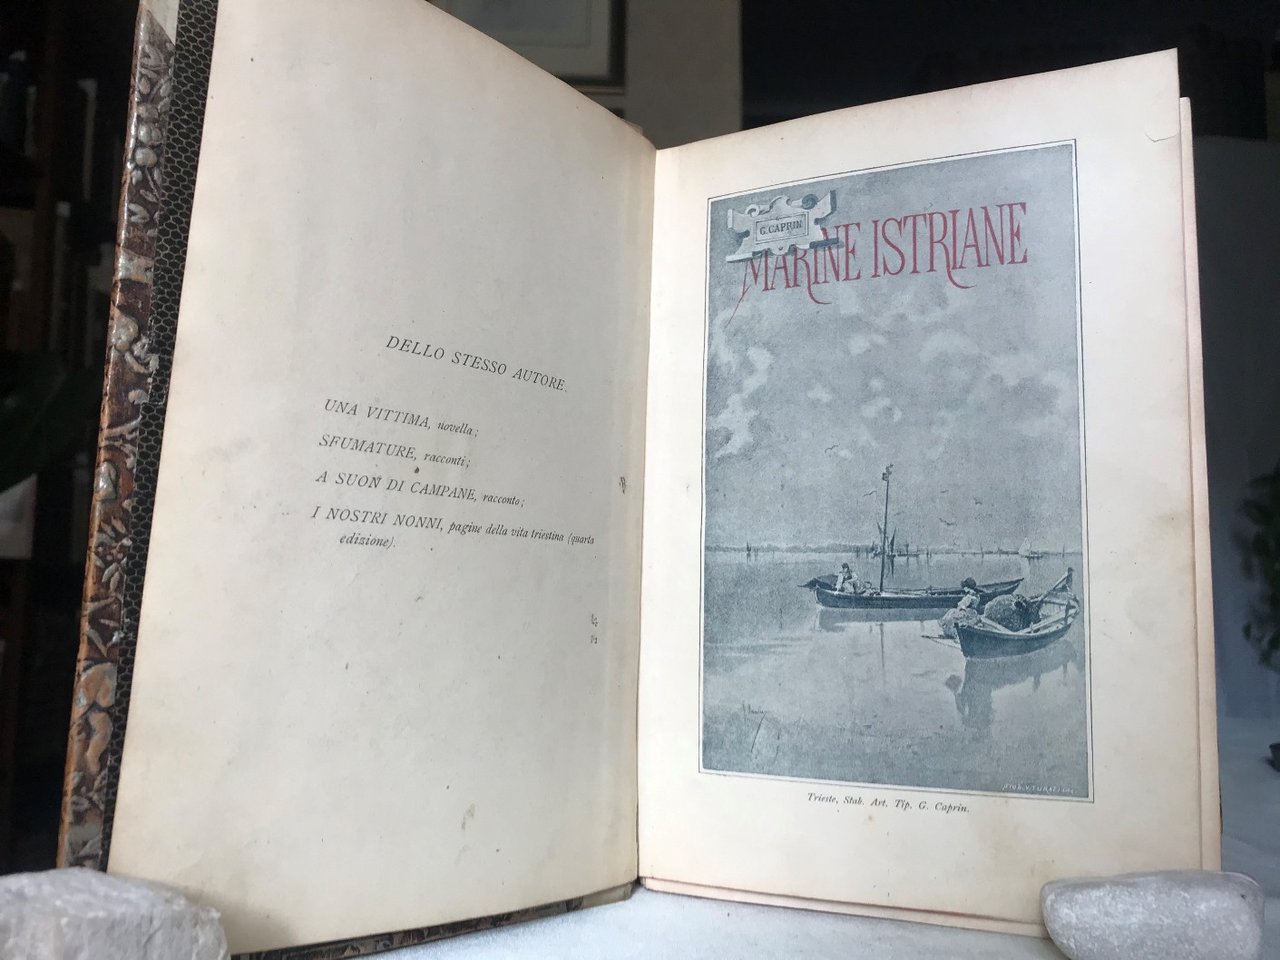 DELLO STESSO AUTORE.
UNA VITTIMA, novella;
SFUMATURE, racconti;
A SUON DI CAMPANE, racconto;
I NOSTRI NONNI, pagine della vita triestina (quarta
edizione).
G. CAPRIN
MARINE ISTRIANE
Trieste, Stab. Art. Tip. G. Caprin.